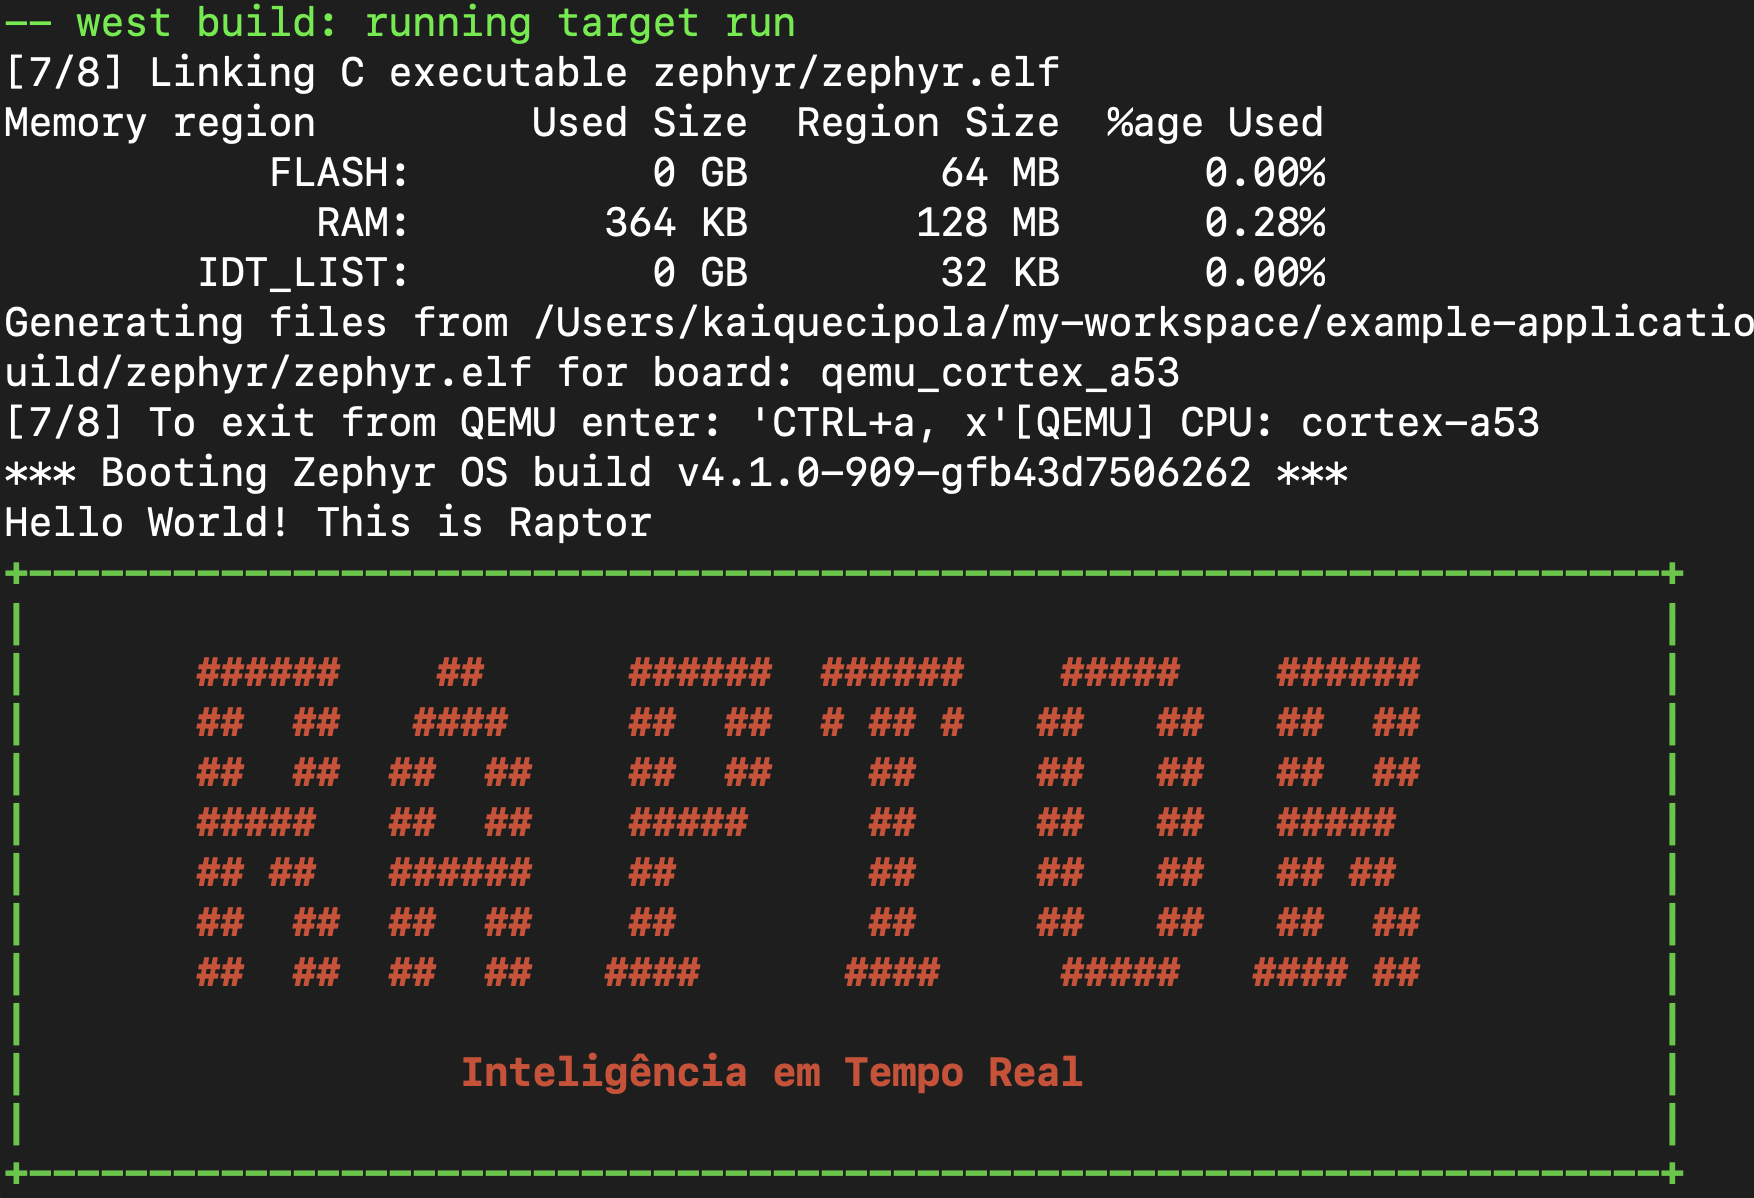 -- west build: running target run
[7/8] Linking C executable zephyr/zephyr.elf
Memory region         Used Size  Region Size  %age Used
           FLASH:          0 GB        64 MB      0.00%
             RAM:        364 KB       128 MB      0.28%
        IDT_LIST:          0 GB        32 KB      0.00%
Generating files from /Users/kaiquecipola/my-workspace/example-applicatio
uild/zephyr/zephyr.elf for board: qemu_cortex_a53
[7/8] To exit from QEMU enter: 'CTRL+a, x'[QEMU] CPU: cortex-a53
*** Booting Zephyr OS build v4.1.0-909-gfb43d7506262 ***
Hello World! This is Raptor
RAPTOR
Inteligência em Tempo Real